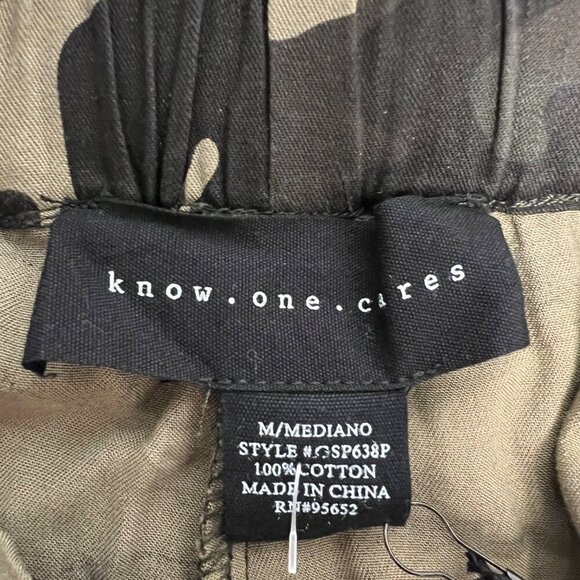 know.one.cares
M/MEDIANO
STYLE #:GSP638P
100% COTTON
MADE IN CHINA
RN#95652